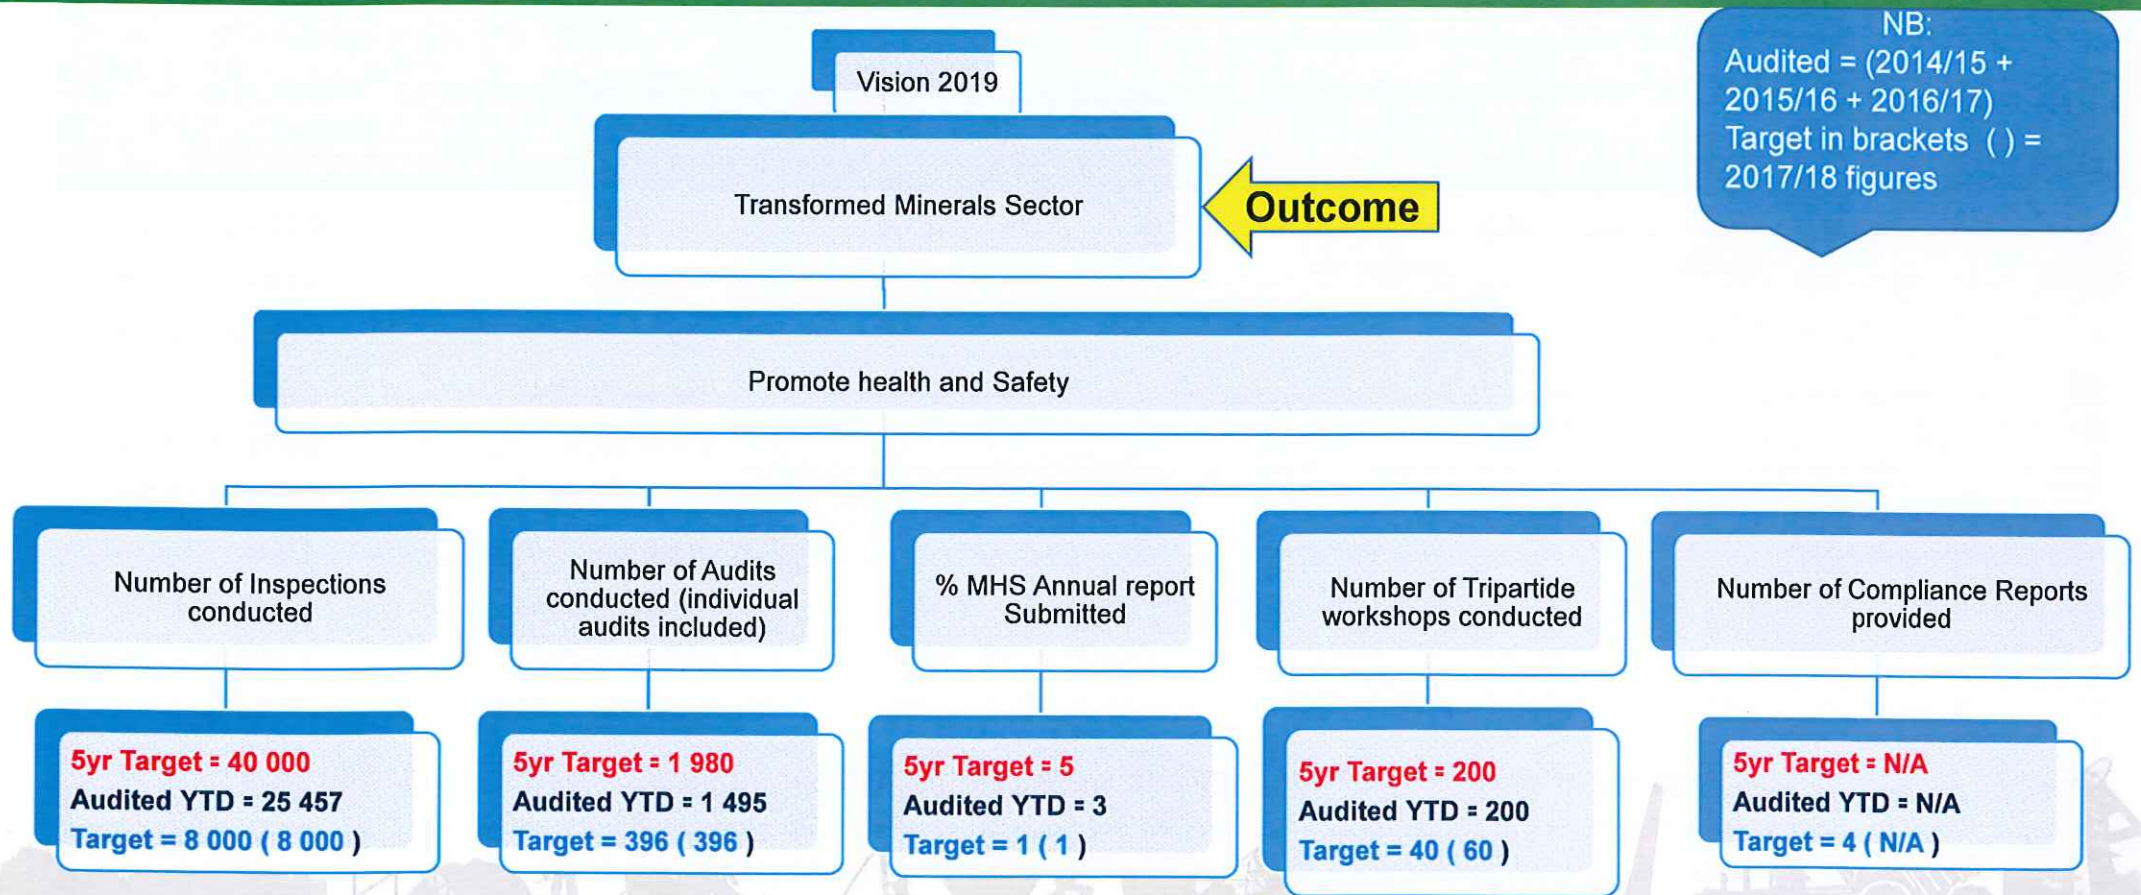 NB:
Audited = (2014/15 +
2015/16 + 2016/17)
Target in brackets ( ) =
2017/18 figures
Vision 2019
Transformed Minerals Sector
Outcome
Promote health and Safety
Number of Inspections
conducted
5yr Target = 40 000
Audited YTD = 25 457
Target = 8 000 ( 8 000 )
Number of Audits
conducted (individual
audits included)
5yr Target = 1 980
Audited YTD = 1 495
Target = 396 ( 396 )
% MHS Annual report
Submitted
5yr Target = 5
Audited YTD = 3
Target = 1 ( 1 )
Number of Tripartide
workshops conducted
5yr Target = 200
Audited YTD = 200
Target = 40 ( 60 )
Number of Compliance Reports
provided
5yr Target = N/A
Audited YTD = N/A
Target = 4 ( N/A )